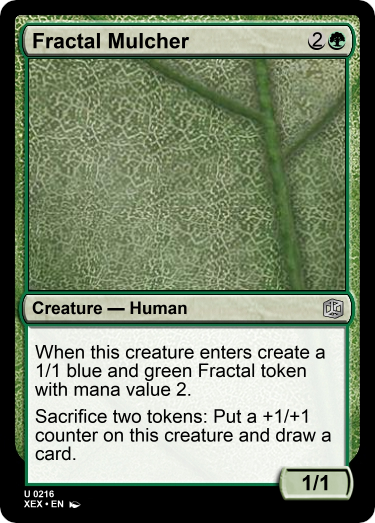 Fractal Mulcher 2
Creature — Human
When this creature enters create a
1/1 blue and green Fractal token
with mana value 2.
Sacrifice two tokens: Put a +1/+1
counter on this creature and draw a
card.
1/1
U 0216
XEX • EN